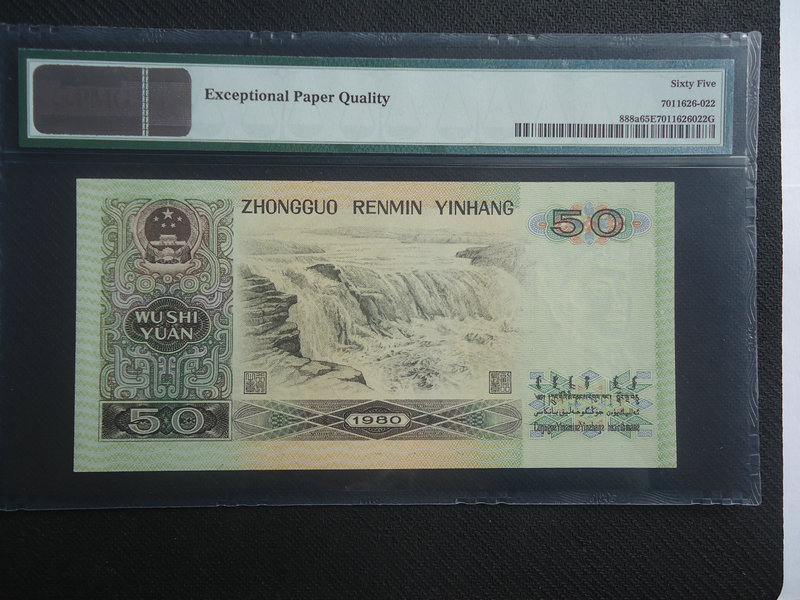 Exceptional Paper Quality
Sixty Five
7011626-022
888a65E7011626022G
ZHONGGUO RENMIN YINHANG
50
WU SHI
YUAN
50
1980